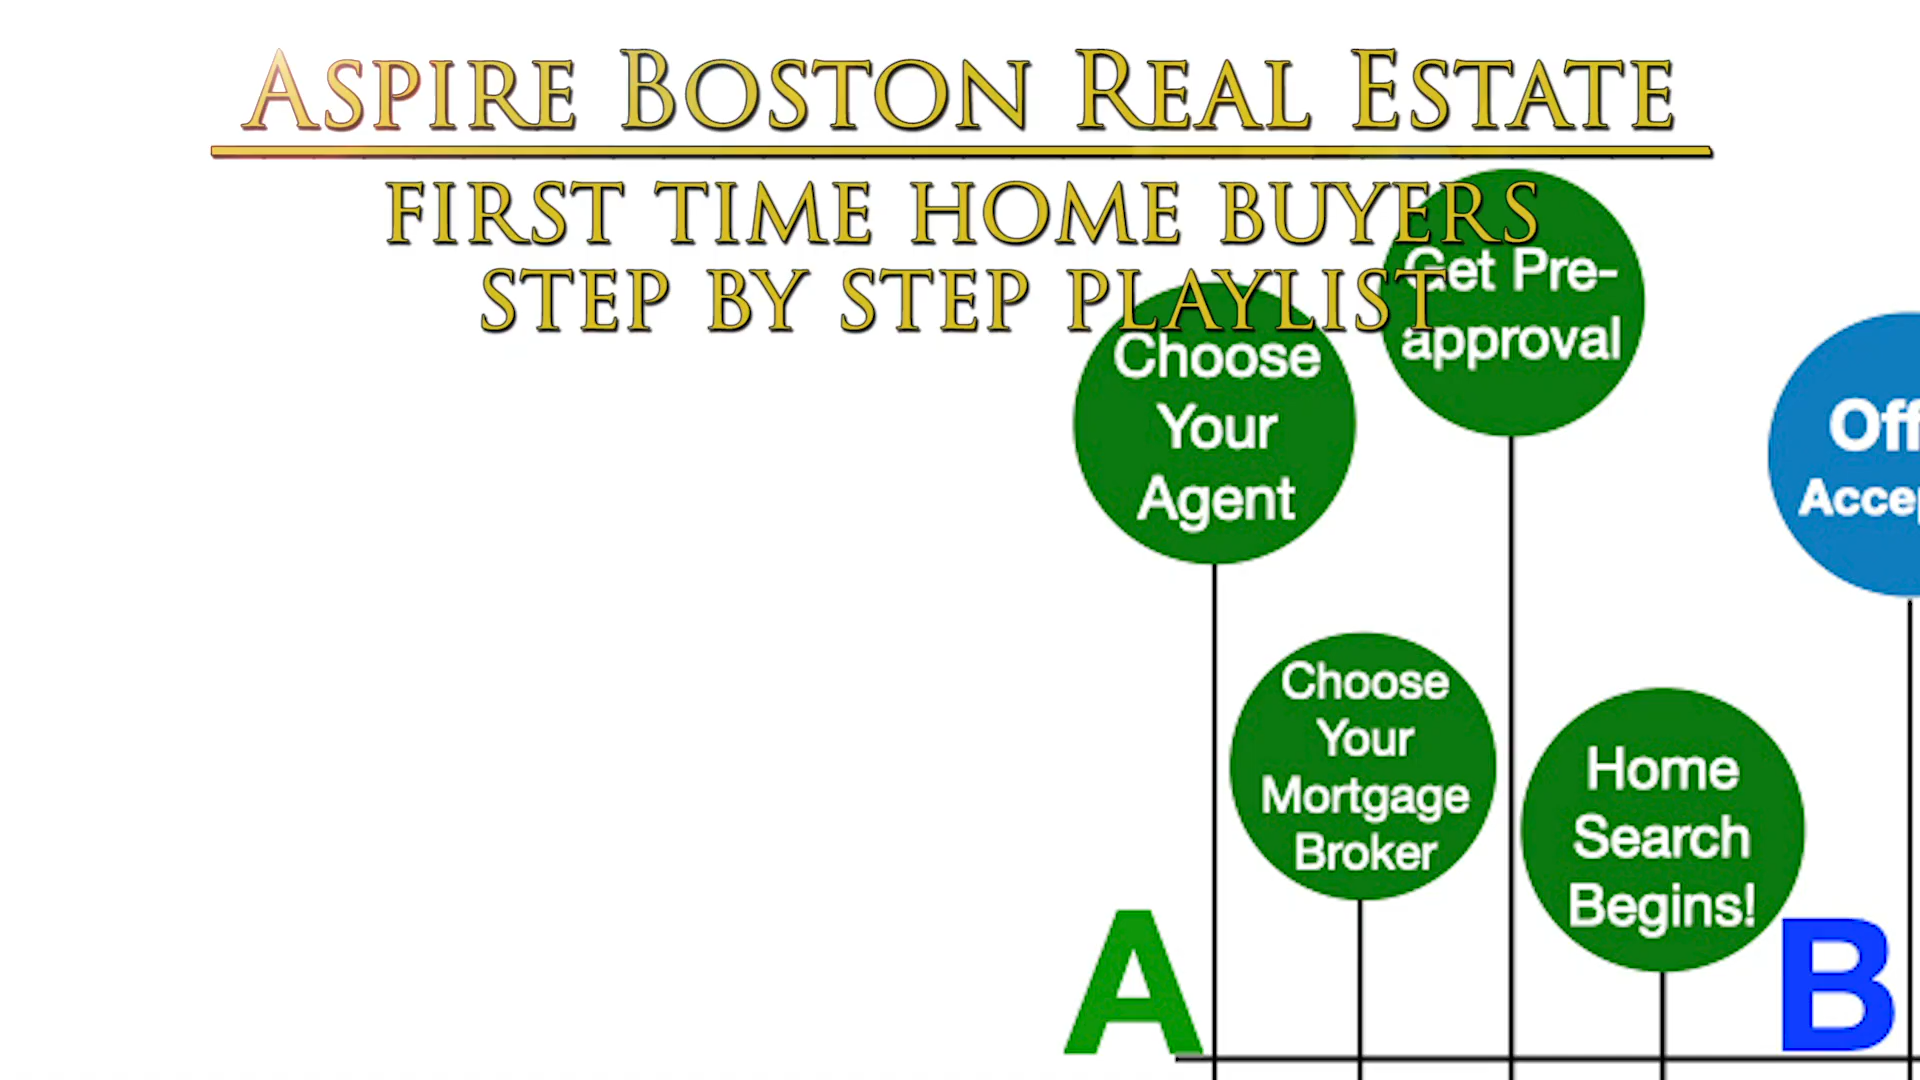 ASPIRE BOSTON REAL ESTATE
FIRST TIME HOME BUYERS
STEP BY STEP PLAYLIST
Get Pre-
approval
Choose
Your
Agent
Choose
Your
Mortgage
Broker
Home
Search
Begins!
A
B